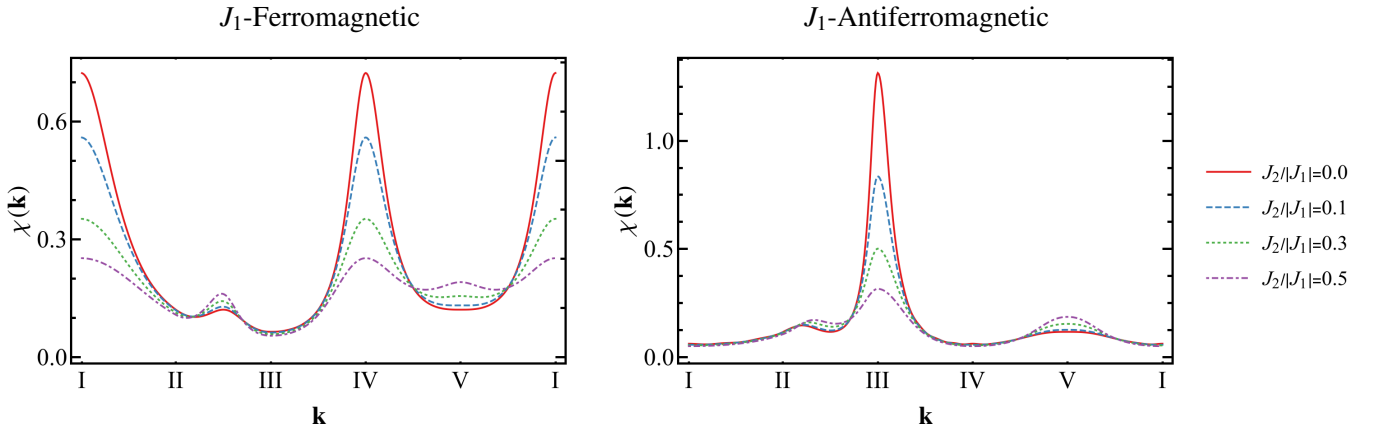 J₁-Ferromagnetic
χ(k)
0.6
0.3
0.0
I II III IV V I
k
J₁-Antiferromagnetic
χ(k)
1.0
0.5
0.0
I II III IV V I
k
J₂/|J₁|=0.0
J₂/|J₁|=0.1
J₂/|J₁|=0.3
J₂/|J₁|=0.5